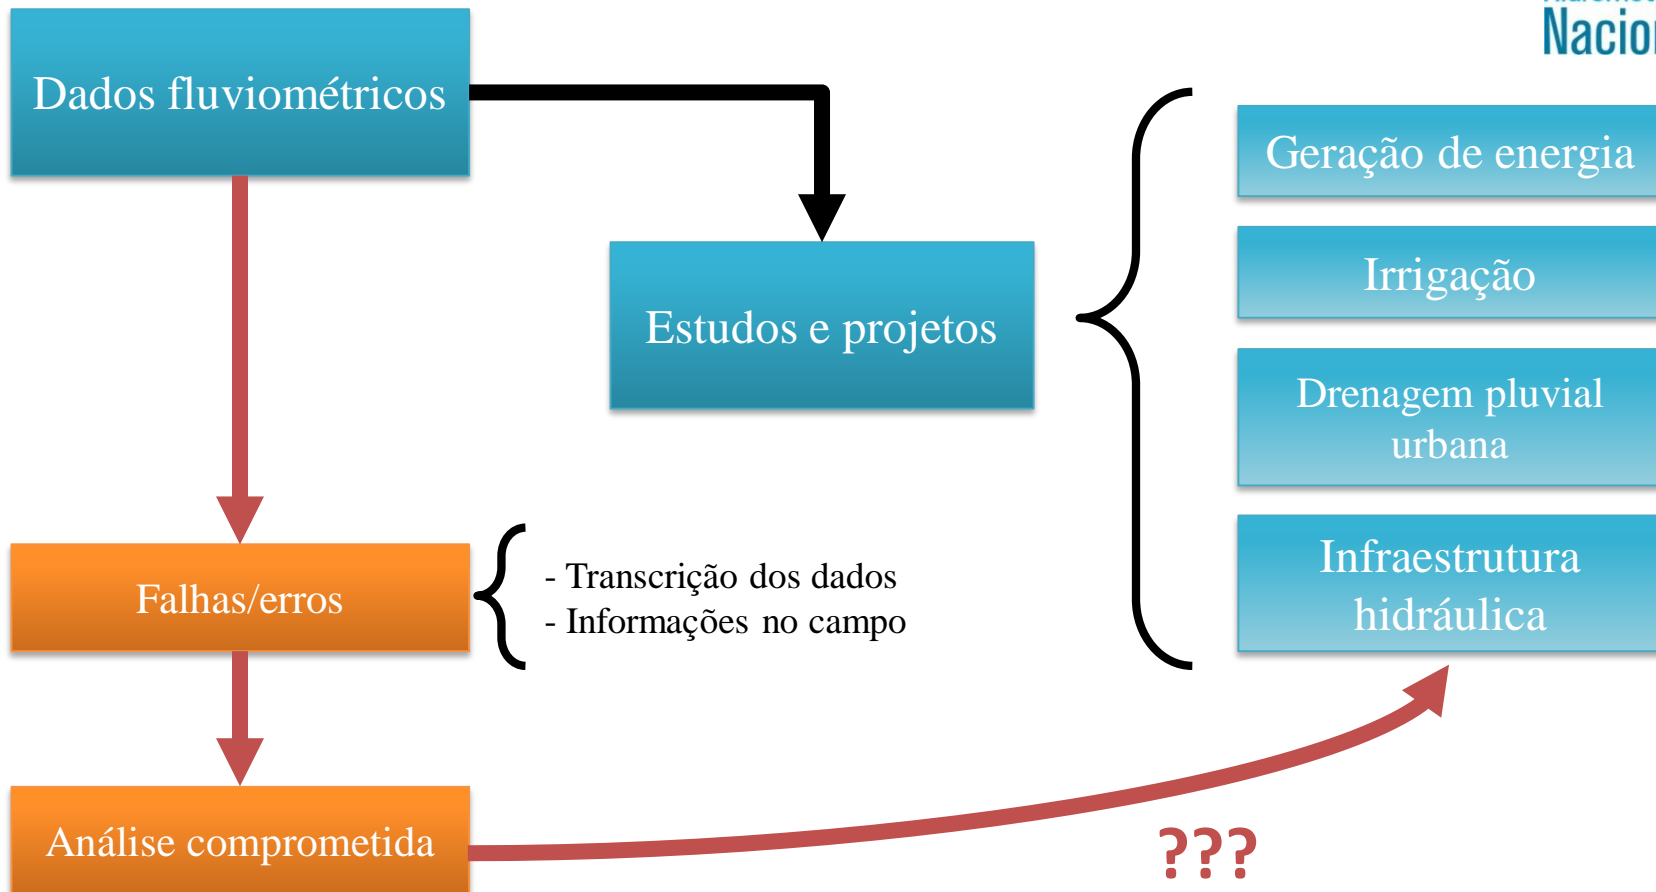 Dados fluviométricos
Estudos e projetos
Geração de energia
Irrigação
Drenagem pluvial
urbana
Infraestrutura
hidráulica
Falhas/erros
- Transcrição dos dados
- Informações no campo
Análise comprometida
???